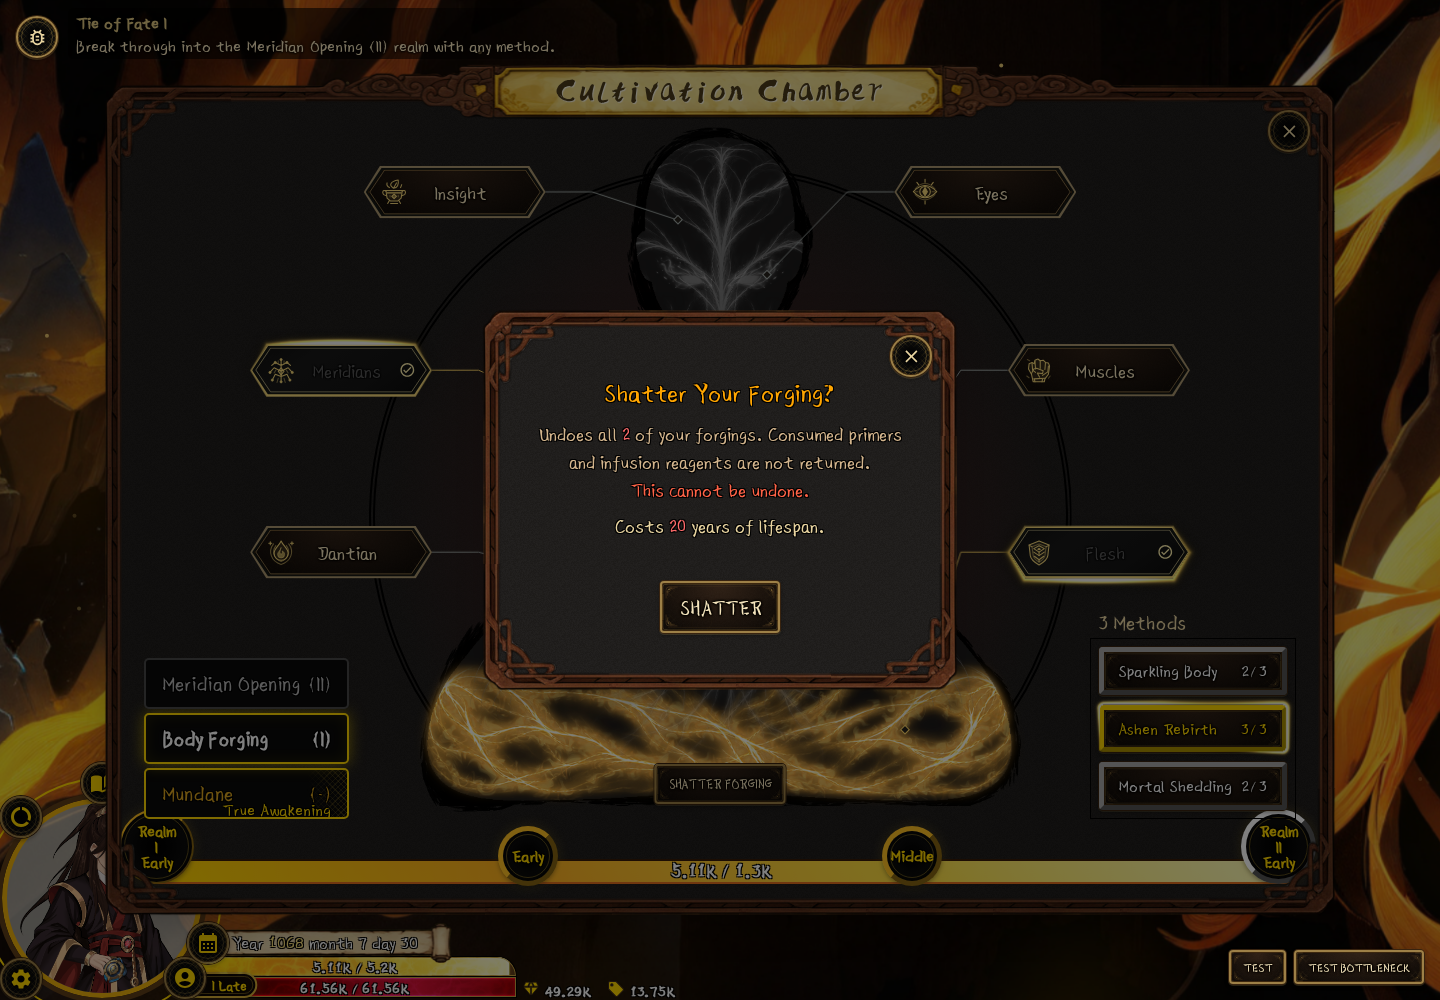 Tie of Fate I
Break through into the Meridian Opening (II) realm with any method.
Cultivation Chamber
Insight
Eyes
Meridians
Muscles
Shatter Your Forging?
Undoes all 2 of your forgings. Consumed primers
and infusion reagents are not returned.
This cannot be undone.
Costs 20 years of lifespan.
SHATTER
Dantian
Flesh
3 Methods
Sparkling Body 2/3
Ashen Rebirth 3/3
Mortal Shedding 2/3
Meridian Opening (II)
Body Forging (I)
Mundane (-)
True Awakening
SHATTER FORGING
Realm
I
Early
Early
Middle
Realm
II
Early
5.11K / 1.3K
Year 1068 month 7 day 30
5.11K / 5.2K
I Late
61.56K / 61.56K
49.29K
13.75K
TEST
TEST BOTTLENECK